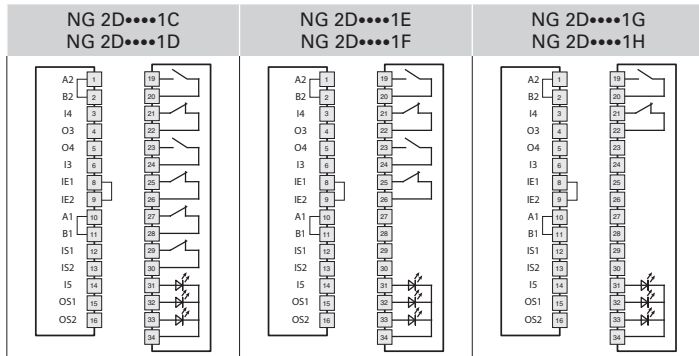 NG 2D••••1C
NG 2D••••1D
A2 1 19
B2 2 20
I4 3 21
O3 4 22
O4 5 23
I3 6 24
IE1 8 25
IE2 9 26
A1 10 27
B1 11 28
IS1 12 29
IS2 13 30
I5 14 31
OS1 15 32
OS2 16 33
34
NG 2D••••1E
NG 2D••••1F
A2 1 19
B2 2 20
I4 3 21
O3 4 22
O4 5 23
I3 6 24
IE1 8 25
IE2 9 26
A1 10 27
B1 11 28
IS1 12 29
IS2 13 30
I5 14 31
OS1 15 32
OS2 16 33
34
NG 2D••••1G
NG 2D••••1H
A2 1 19
B2 2 20
I4 3 21
O3 4 22
O4 5 23
I3 6 24
IE1 8 25
IE2 9 26
A1 10 27
B1 11 28
IS1 12 29
IS2 13 30
I5 14 31
OS1 15 32
OS2 16 33
34